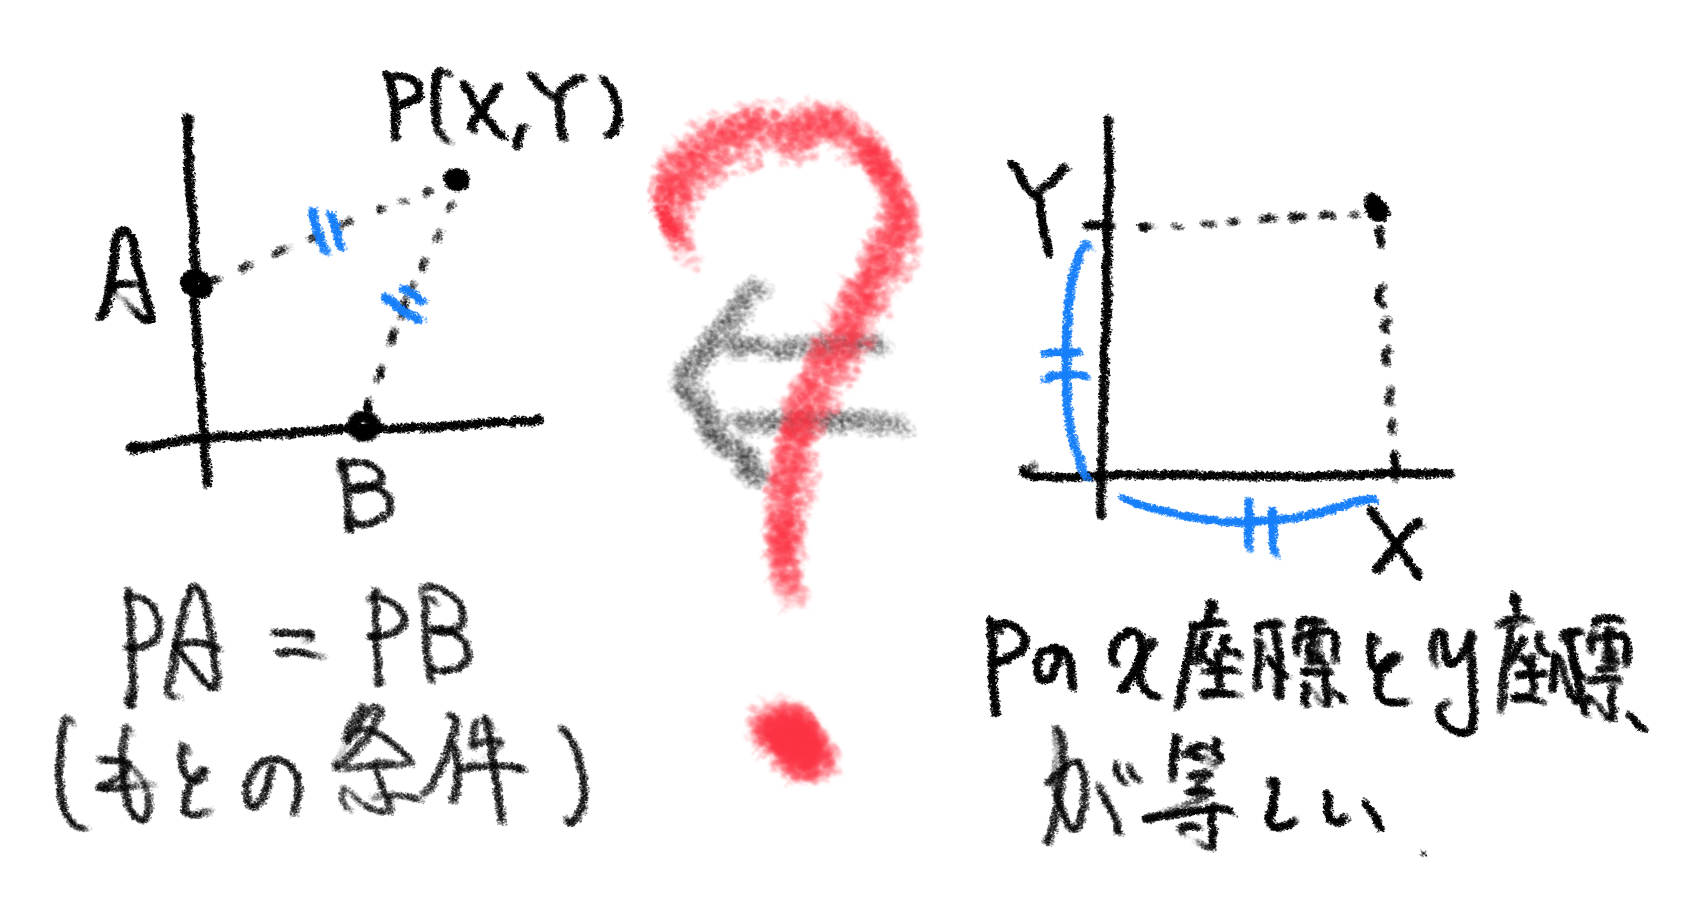 P(X,Y)
A
B
PA = PB
(もとの条件)
?
Y
X
Pのx座標とy座標、
が等しい